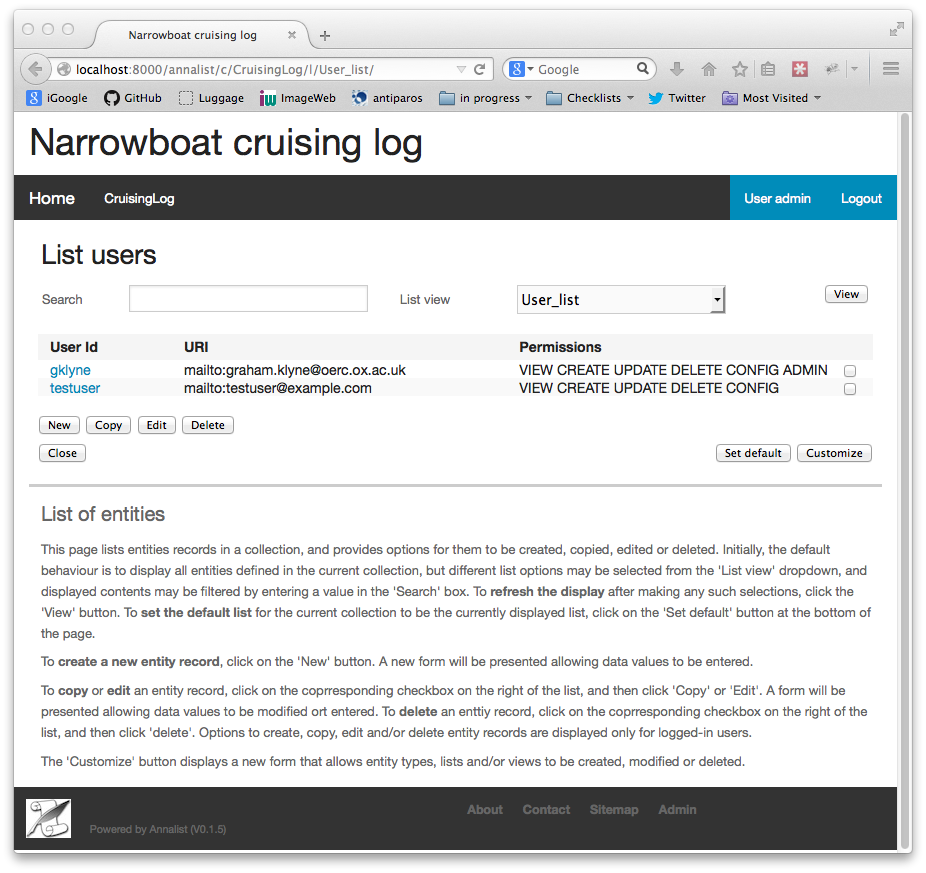 Narrowboat cruising log
localhost:8000/annalist/c/CruisingLog/l/User_list/
Google
iGoogle GitHub Luggage ImageWeb antiparos in progress Checklists Twitter Most Visited
Narrowboat cruising log
Home CruisingLog User admin Logout
List users
Search List view User_list View
User Id URI Permissions
gklyne mailto:graham.klyne@oerc.ox.ac.uk VIEW CREATE UPDATE DELETE CONFIG ADMIN
testuser mailto:testuser@example.com VIEW CREATE UPDATE DELETE CONFIG
New Copy Edit Delete
Close Set default Customize
List of entities
This page lists entities records in a collection, and provides options for them to be created, copied, edited or deleted. Initially, the default
behaviour is to display all entities defined in the current collection, but different list options may be selected from the 'List view' dropdown, and
displayed contents may be filtered by entering a value in the 'Search' box. To refresh the display after making any such selections, click the
'View' button. To set the default list for the current collection to be the currently displayed list, click on the 'Set default' button at the bottom of
the page.
To create a new entity record, click on the 'New' button. A new form will be presented allowing data values to be entered.
To copy or edit an entity record, click on the coprresponding checkbox on the right of the list, and then click 'Copy' or 'Edit'. A form will be
presented allowing data values to be modified ort entered. To delete an enttiy record, click on the coprresponding checkbox on the right of the
list, and then click 'delete'. Options to create, copy, edit and/or delete entity records are displayed only for logged-in users.
The 'Customize' button displays a new form that allows entity types, lists and/or views to be created, modified or deleted.
About Contact Sitemap Admin
Powered by Annalist (V0.1.5)